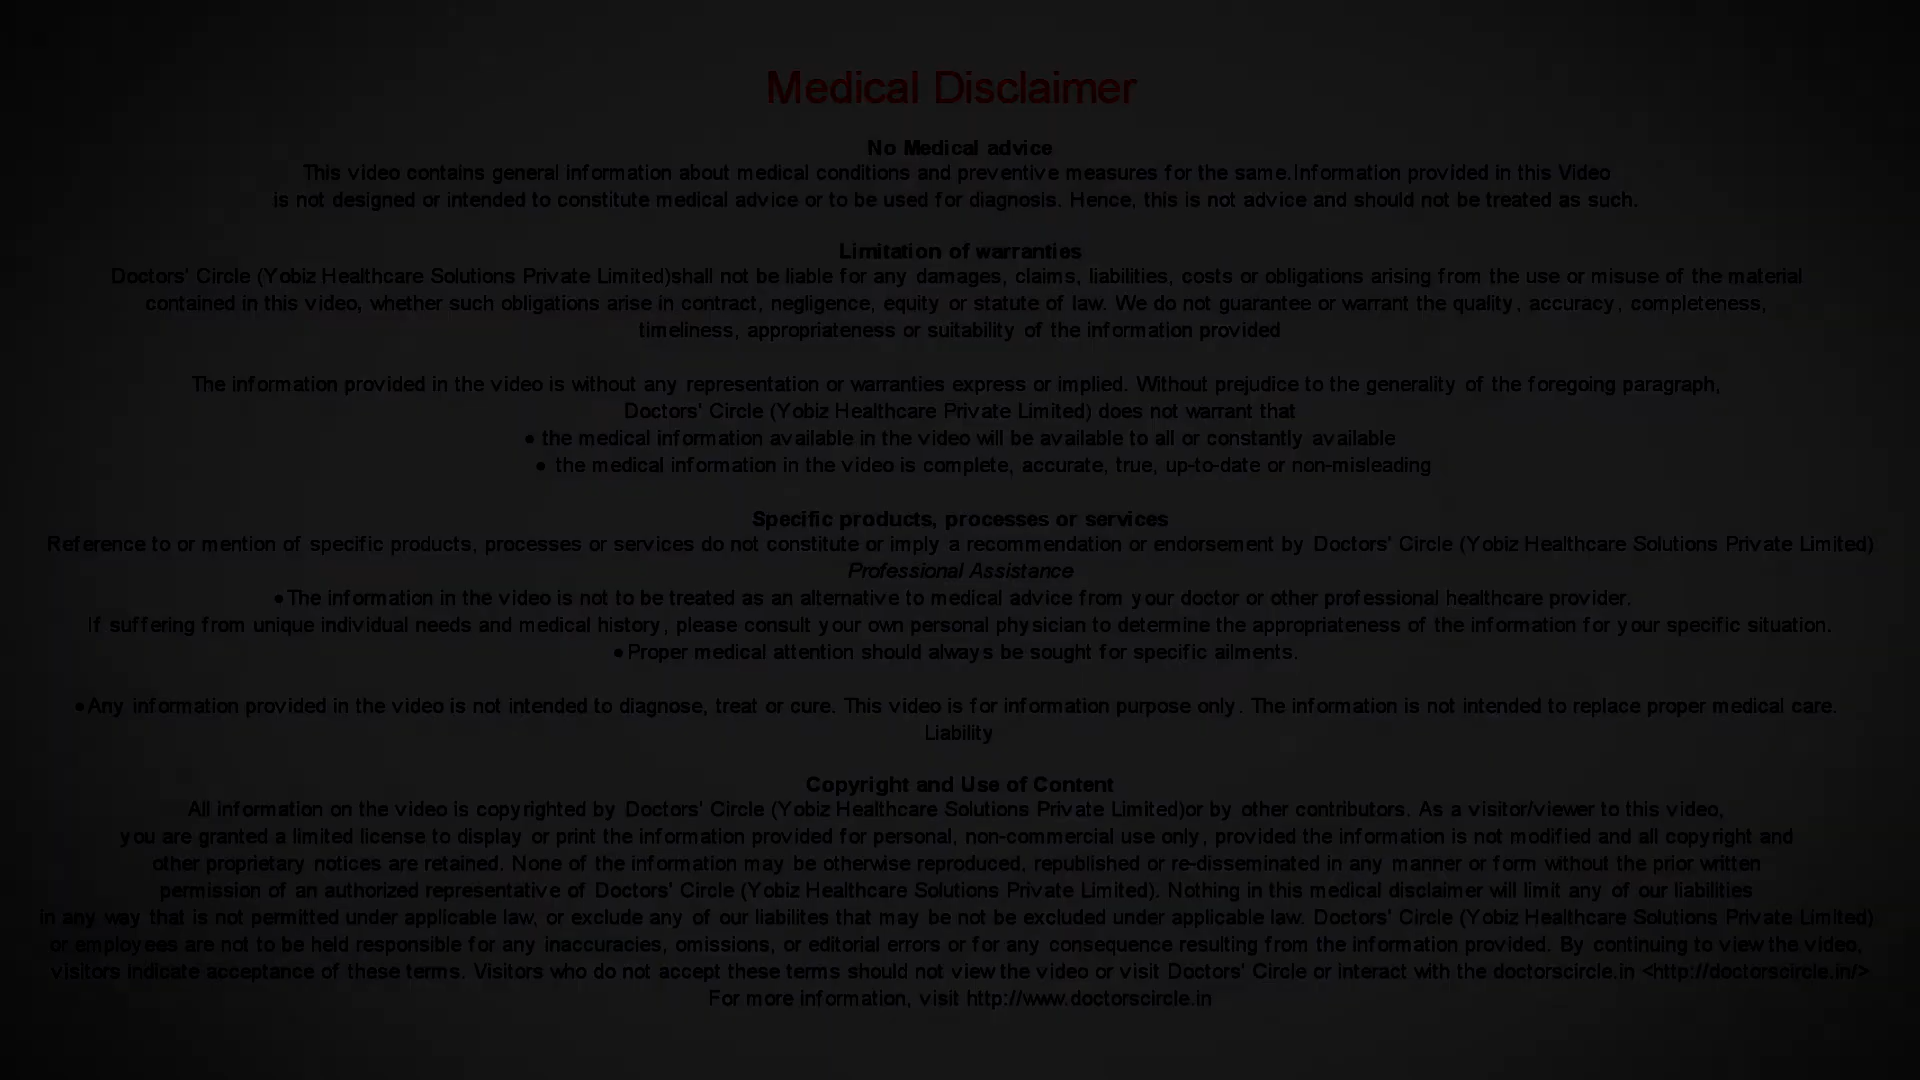 Medical Disclaimer
No Medical advice
This video contains general information about medical conditions and preventive measures for the same.Information provided in this Video
is not designed or intended to constitute medical advice or to be used for diagnosis. Hence, this is not advice and should not be treated as such.
Limitation of warranties
Doctors' Circle (Yobiz Healthcare Solutions Private Limited)shall not be liable for any damages, claims, liabilities, costs or obligations arising from the use or misuse of the material
contained in this video, whether such obligations arise in contract, negligence, equity or statute of law. We do not guarantee or warrant the quality, accuracy, completeness,
timeliness, appropriateness or suitability of the information provided
The information provided in the video is without any representation or warranties express or implied. Without prejudice to the generality of the foregoing paragraph,
Doctors' Circle (Yobiz Healthcare Private Limited) does not warrant that
● the medical information available in the video will be available to all or constantly available
● the medical information in the video is complete, accurate, true, up-to-date or non-misleading
Specific products, processes or services
Reference to or mention of specific products, processes or services do not constitute or imply a recommendation or endorsement by Doctors' Circle (Yobiz Healthcare Solutions Private Limited)
Professional Assistance
●The information in the video is not to be treated as an alternative to medical advice from your doctor or other professional healthcare provider.
If suffering from unique individual needs and medical history, please consult your own personal physician to determine the appropriateness of the information for your specific situation.
●Proper medical attention should always be sought for specific ailments.
●Any information provided in the video is not intended to diagnose, treat or cure. This video is for information purpose only. The information is not intended to replace proper medical care.
Liability
Copyright and Use of Content
All information on the video is copyrighted by Doctors' Circle (Yobiz Healthcare Solutions Private Limited)or by other contributors. As a visitor/viewer to this video,
you are granted a limited license to display or print the information provided for personal, non-commercial use only, provided the information is not modified and all copyright and
other proprietary notices are retained. None of the information may be otherwise reproduced, republished or re-disseminated in any manner or form without the prior written
permission of an authorized representative of Doctors' Circle (Yobiz Healthcare Solutions Private Limited). Nothing in this medical disclaimer will limit any of our liabilities
in any way that is not permitted under applicable law, or exclude any of our liabilites that may be not be excluded under applicable law. Doctors' Circle (Yobiz Healthcare Solutions Private Limited)
or employees are not to be held responsible for any inaccuracies, omissions, or editorial errors or for any consequence resulting from the information provided. By continuing to view the video,
visitors indicate acceptance of these terms. Visitors who do not accept these terms should not view the video or visit Doctors' Circle or interact with the doctorscircle.in <http://doctorscircle.in/>
For more information, visit http://www.doctorscircle.in